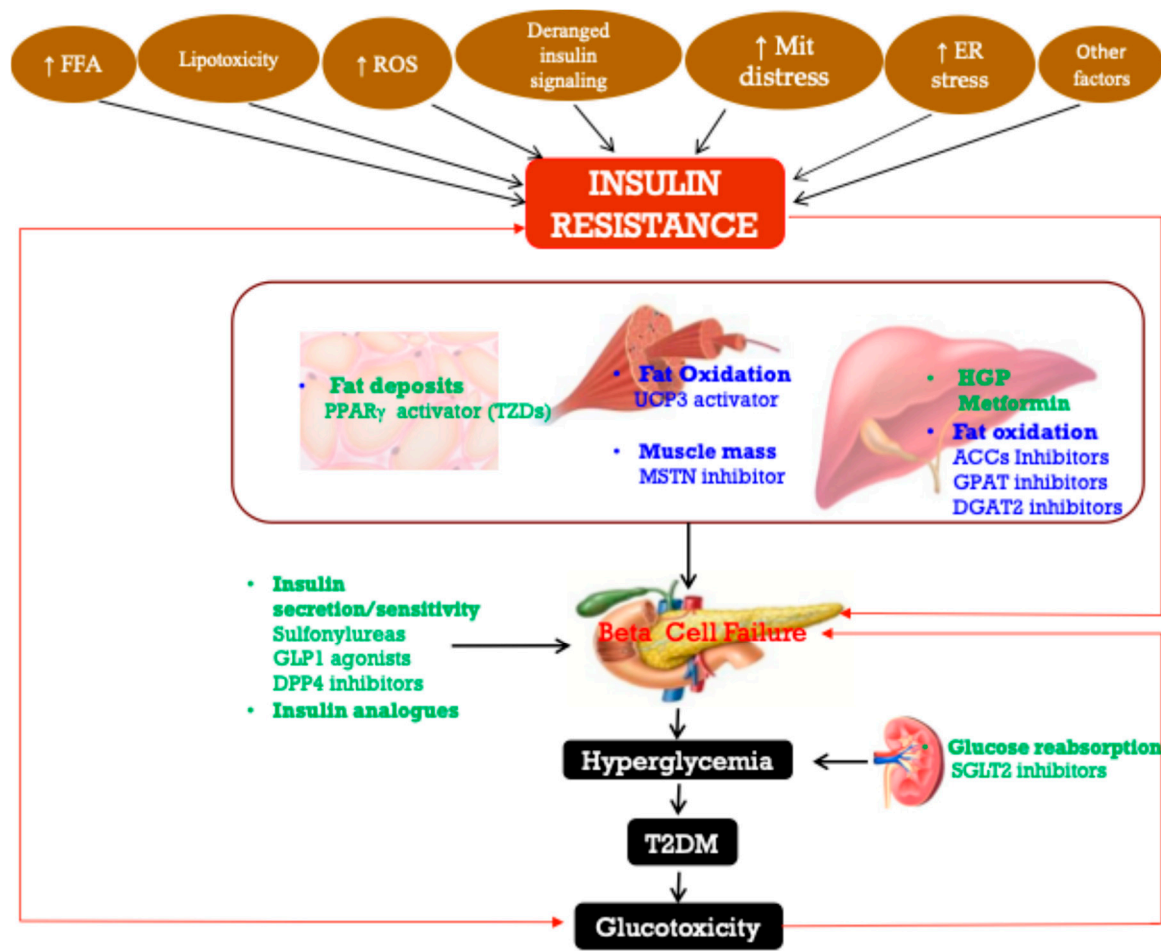 ↑ FFA
Lipotoxicity
↑ ROS
Deranged
insulin
signaling
↑ Mit
distress
↑ ER
stress
Other
factors
INSULIN
RESISTANCE
• Fat deposits
PPARγ activator (TZDs)
• Fat Oxidation
UCP3 activator
• Muscle mass
MSTN inhibitor
• HGP
Metformin
• Fat oxidation
ACCs Inhibitors
GPAT inhibitors
DGAT2 inhibitors
• Insulin
secretion/sensitivity
Sulfonylureas
GLP1 agonists
DPP4 inhibitors
• Insulin analogues
Beta Cell Failure
Hyperglycemia
• Glucose reabsorption
SGLT2 inhibitors
T2DM
Glucotoxicity